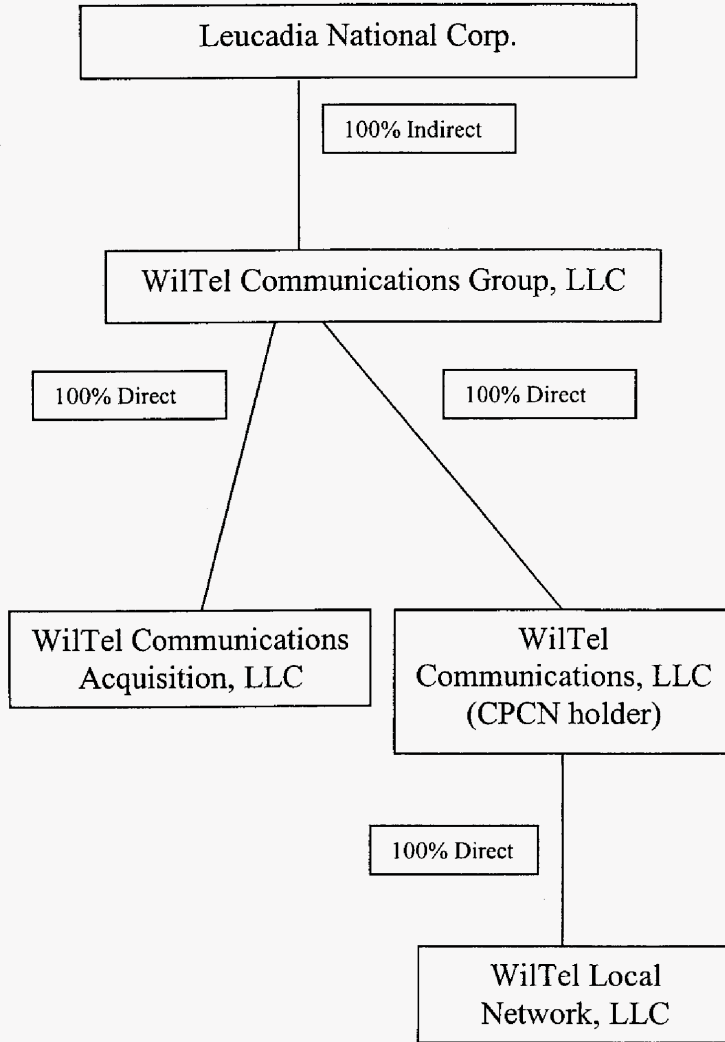 Leucadia National Corp.
100% Indirect
WilTel Communications Group, LLC
100% Direct
100% Direct
WilTel Communications
Acquisition, LLC
WilTel
Communications, LLC
(CPCN holder)
100% Direct
WilTel Local
Network, LLC